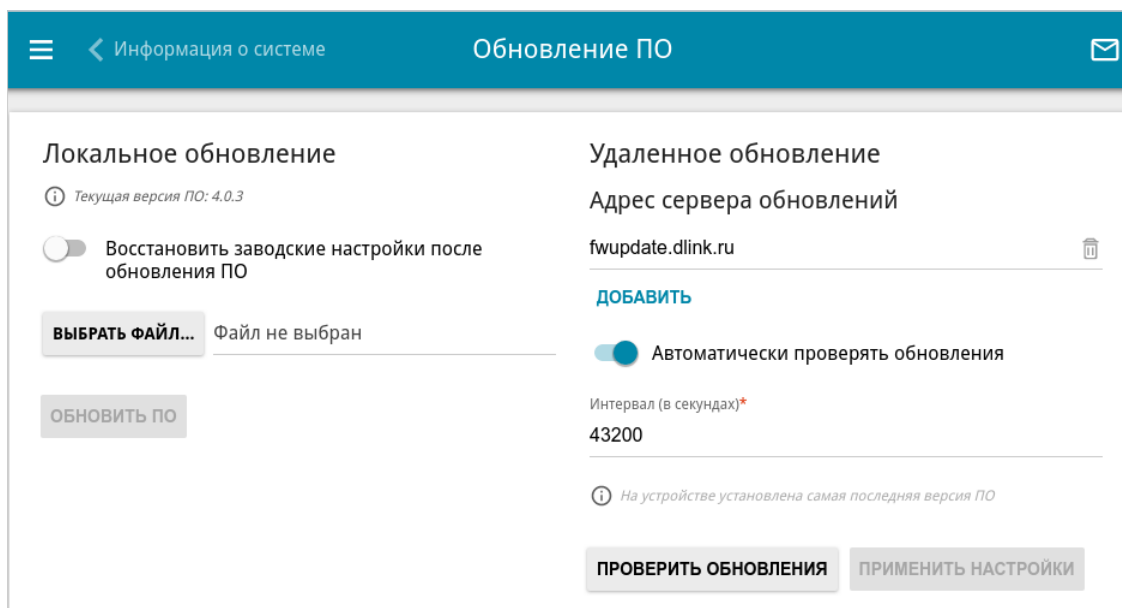 Информация о системе
Обновление ПО
Локальное обновление
Текущая версия ПО: 4.0.3
Восстановить заводские настройки после
обновления ПО
ВЫБРАТЬ ФАЙЛ...
Файл не выбран
ОБНОВИТЬ ПО
Удаленное обновление
Адрес сервера обновлений
fwupdate.dlink.ru
ДОБАВИТЬ
Автоматически проверять обновления
Интервал (в секундах)*
43200
На устройстве установлена самая последняя версия ПО
ПРОВЕРИТЬ ОБНОВЛЕНИЯ
ПРИМЕНИТЬ НАСТРОЙКИ